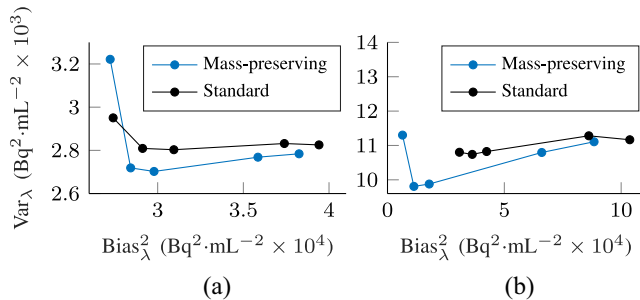 Var_λ (Bq²·mL⁻² × 10³)
3.2
3
2.8
2.6
Mass-preserving
Standard
3
3.5
4
Bias²_λ (Bq²·mL⁻² × 10⁴)
(a)
14
13
12
11
10
Mass-preserving
Standard
0
5
10
Bias²_λ (Bq²·mL⁻² × 10⁴)
(b)